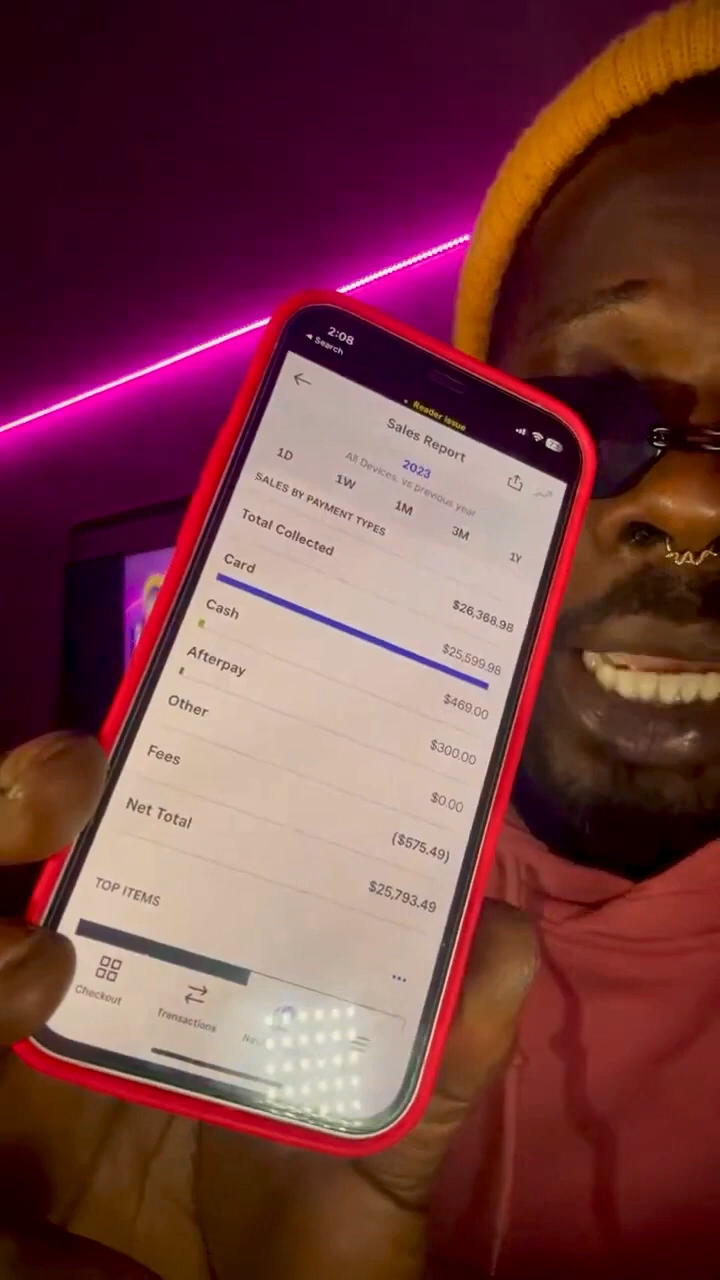 2:08
◀ Search
Reader Issue
Sales Report
2023
All Devices, vs previous year
1D 1W 1M 3M 1Y
SALES BY PAYMENT TYPES
Total Collected $26,368.98
Card $25,599.98
Cash $469.00
Afterpay $300.00
Other $0.00
Fees ($575.49)
Net Total $25,793.49
TOP ITEMS
Checkout Transactions